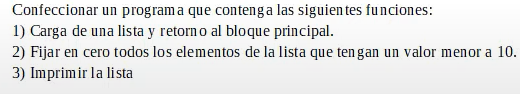 Confeccionar un programa que contenga las siguientes funciones:
1) Carga de una lista y retorno al bloque principal.
2) Fijar en cero todos los elementos de la lista que tengan un valor menor a 10.
3) Imprimir la lista